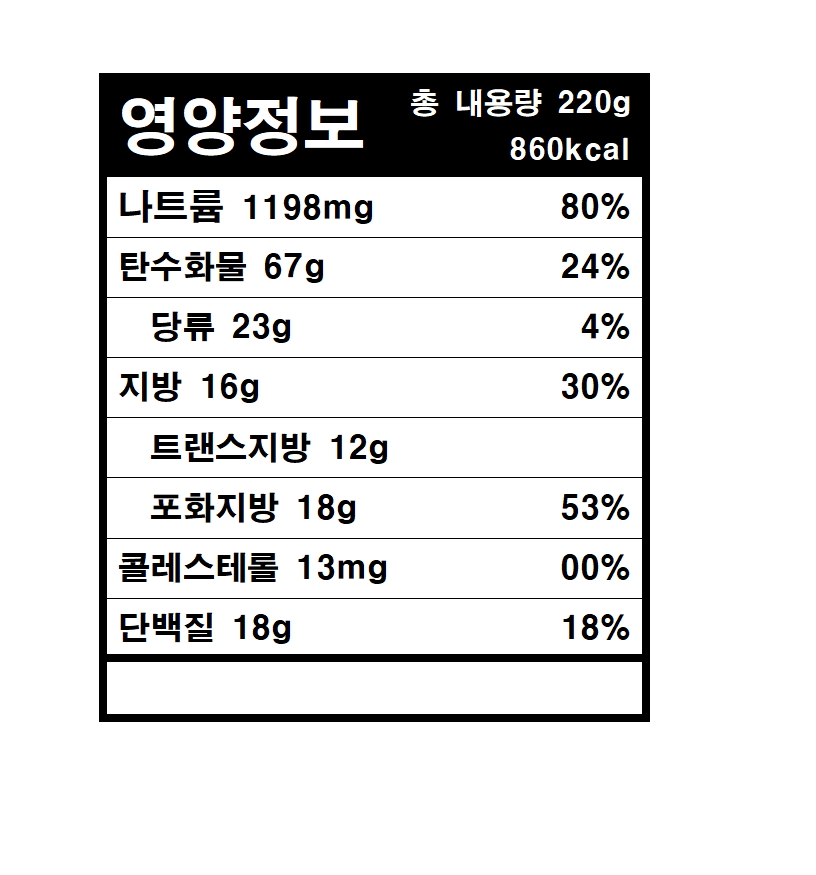 영양정보
총 내용량 220g
860kcal
나트륨 1198mg 80%
탄수화물 67g 24%
당류 23g 4%
지방 16g 30%
트랜스지방 12g
포화지방 18g 53%
콜레스테롤 13mg 00%
단백질 18g 18%